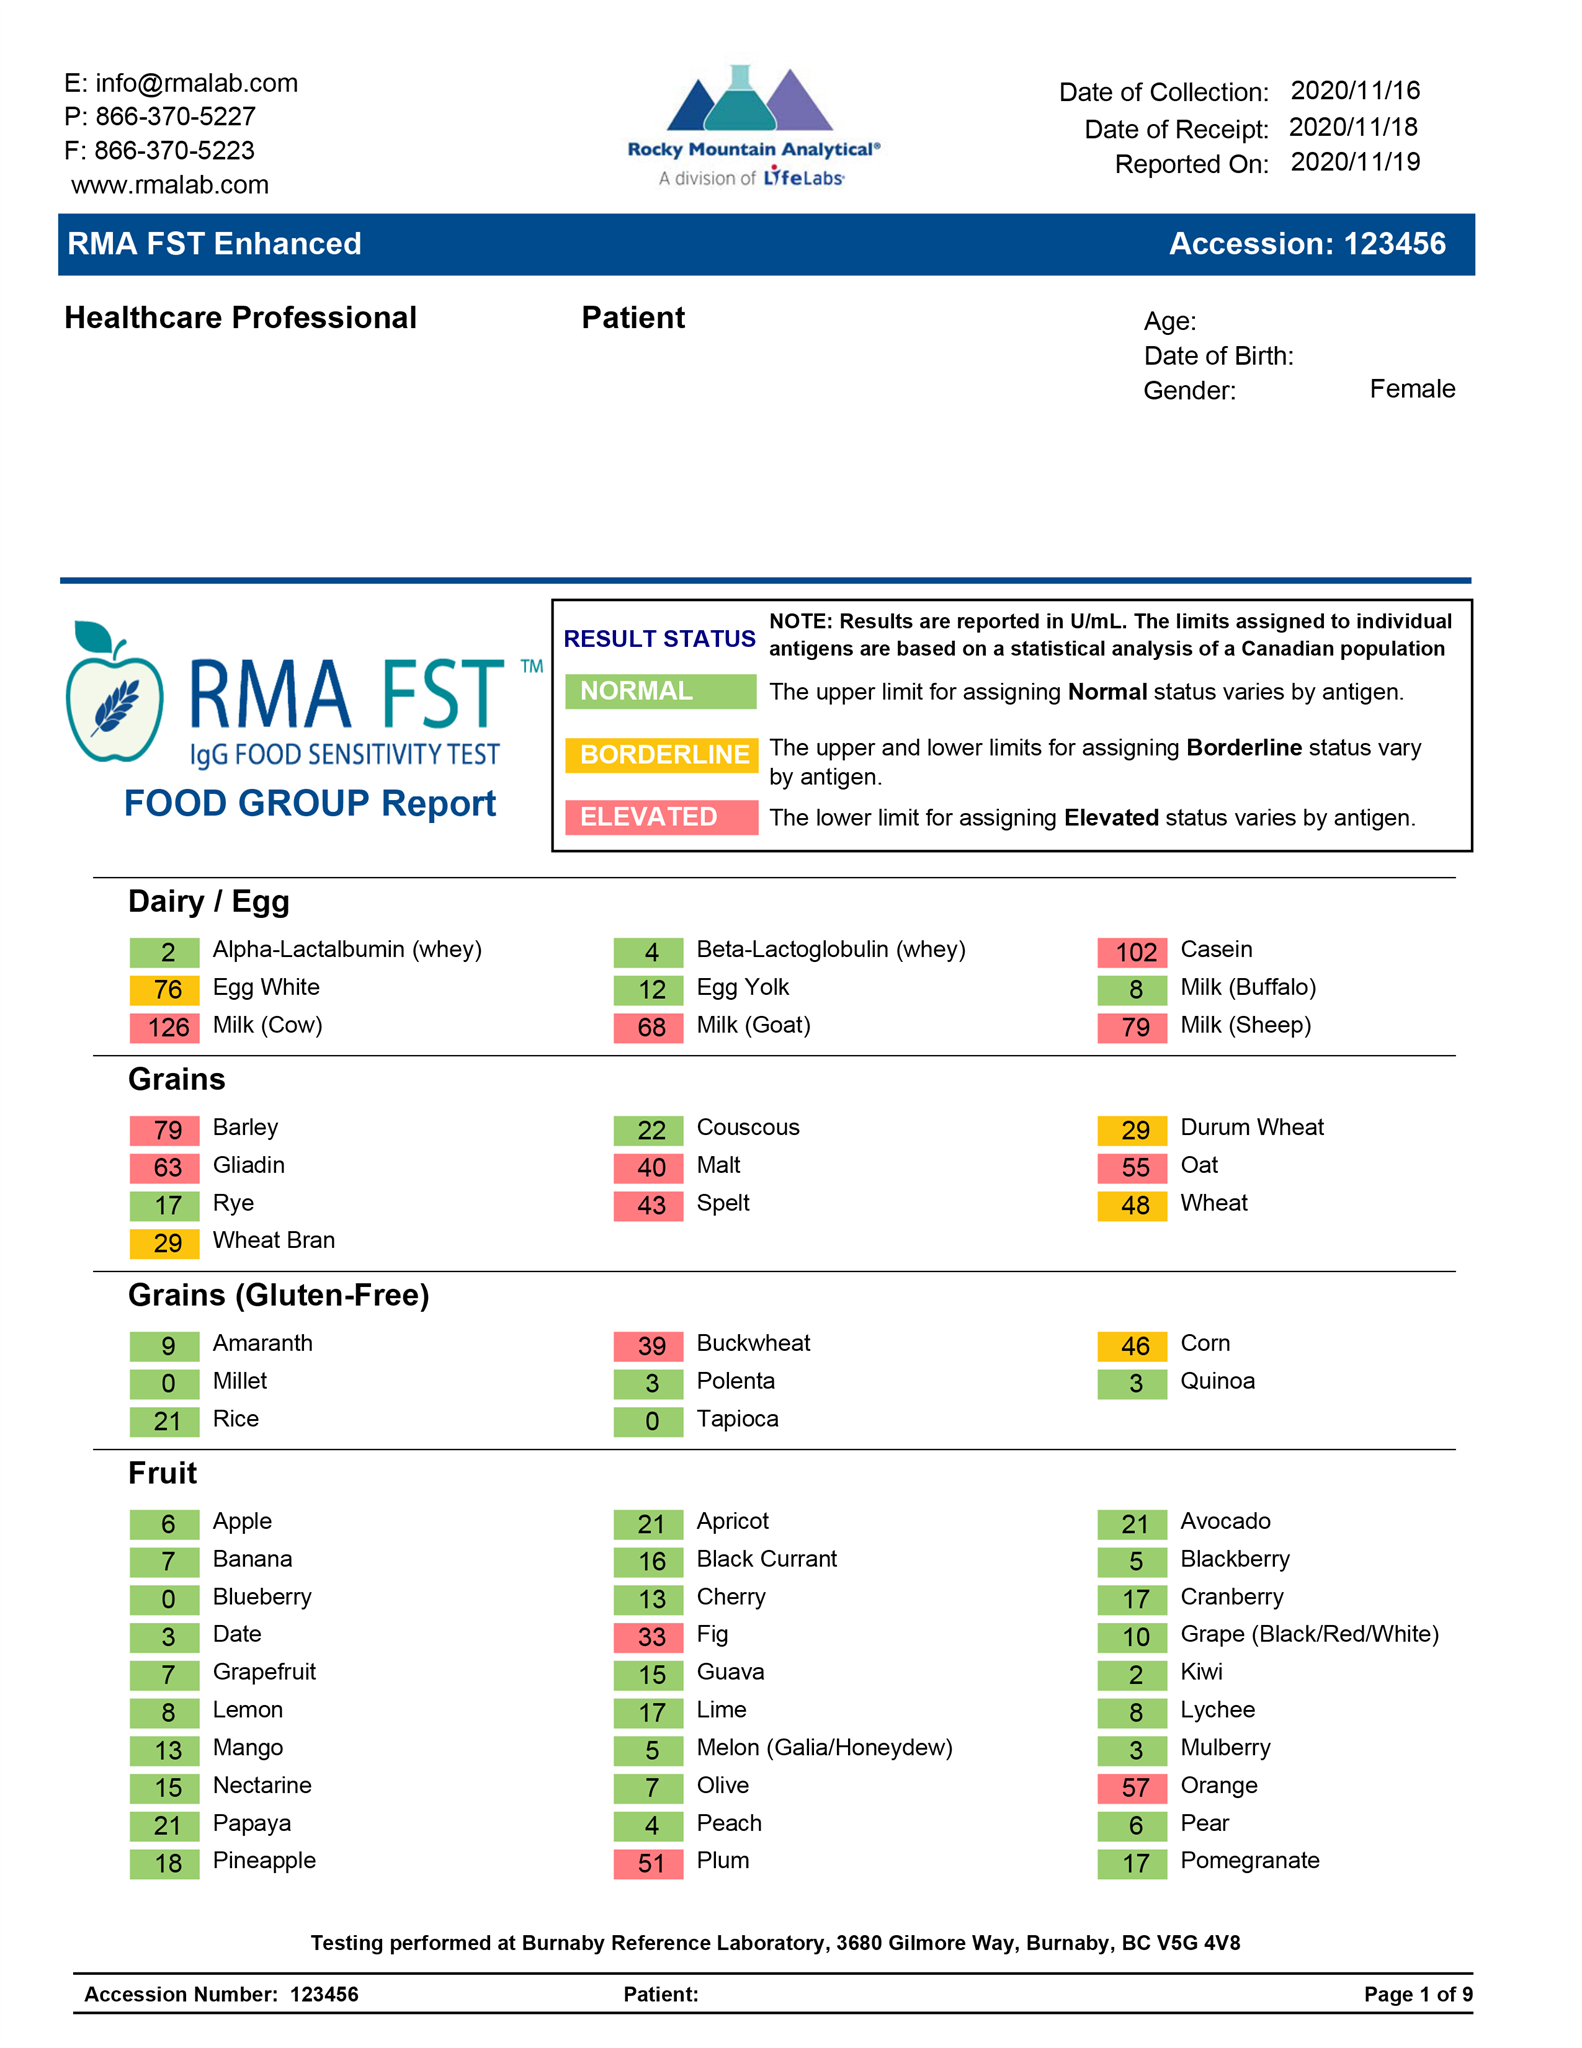 E: info@rmalab.com
P: 866-370-5227
F: 866-370-5223
www.rmalab.com
Rocky Mountain Analytical®
A division of LifeLabs
Date of Collection: 2020/11/16
Date of Receipt: 2020/11/18
Reported On: 2020/11/19
RMA FST Enhanced Accession: 123456
Healthcare Professional Patient
Age:
Date of Birth:
Gender: Female
RMA FST ™
IgG FOOD SENSITIVITY TEST
FOOD GROUP Report
RESULT STATUS
NOTE: Results are reported in U/mL. The limits assigned to individual
antigens are based on a statistical analysis of a Canadian population
NORMAL The upper limit for assigning Normal status varies by antigen.
BORDERLINE The upper and lower limits for assigning Borderline status vary
by antigen.
ELEVATED The lower limit for assigning Elevated status varies by antigen.
Dairy / Egg
2 Alpha-Lactalbumin (whey) 4 Beta-Lactoglobulin (whey) 102 Casein
76 Egg White 12 Egg Yolk 8 Milk (Buffalo)
126 Milk (Cow) 68 Milk (Goat) 79 Milk (Sheep)
Grains
79 Barley 22 Couscous 29 Durum Wheat
63 Gliadin 40 Malt 55 Oat
17 Rye 43 Spelt 48 Wheat
29 Wheat Bran
Grains (Gluten-Free)
9 Amaranth 39 Buckwheat 46 Corn
0 Millet 3 Polenta 3 Quinoa
21 Rice 0 Tapioca
Fruit
6 Apple 21 Apricot 21 Avocado
7 Banana 16 Black Currant 5 Blackberry
0 Blueberry 13 Cherry 17 Cranberry
3 Date 33 Fig 10 Grape (Black/Red/White)
7 Grapefruit 15 Guava 2 Kiwi
8 Lemon 17 Lime 8 Lychee
13 Mango 5 Melon (Galia/Honeydew) 3 Mulberry
15 Nectarine 7 Olive 57 Orange
21 Papaya 4 Peach 6 Pear
18 Pineapple 51 Plum 17 Pomegranate
Testing performed at Burnaby Reference Laboratory, 3680 Gilmore Way, Burnaby, BC V5G 4V8
Accession Number: 123456 Patient: Page 1 of 9